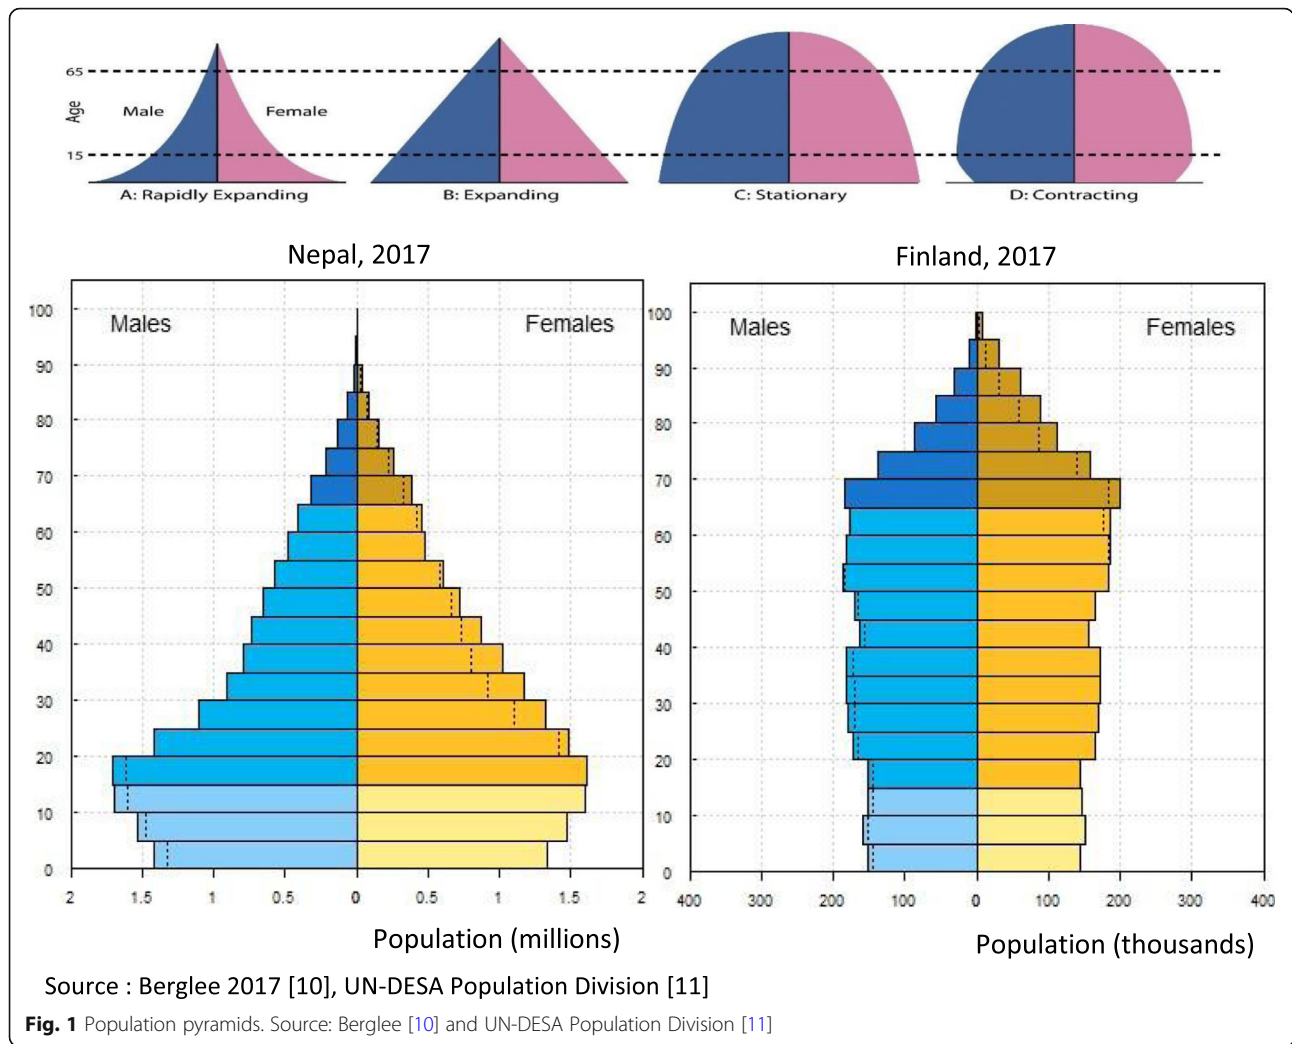 65
Age
Male
Female
15
A: Rapidly Expanding
B: Expanding
C: Stationary
D: Contracting
Nepal, 2017
Males
Females
100
90
80
70
60
50
40
30
20
10
0
2 1.5 1 0.5 0 0.5 1 1.5 2
Population (millions)
Finland, 2017
Males
Females
100
90
80
70
60
50
40
30
20
10
0
400 300 200 100 0 100 200 300 400
Population (thousands)
Source : Berglee 2017 [10], UN-DESA Population Division [11]
Fig. 1 Population pyramids. Source: Berglee [10] and UN-DESA Population Division [11]